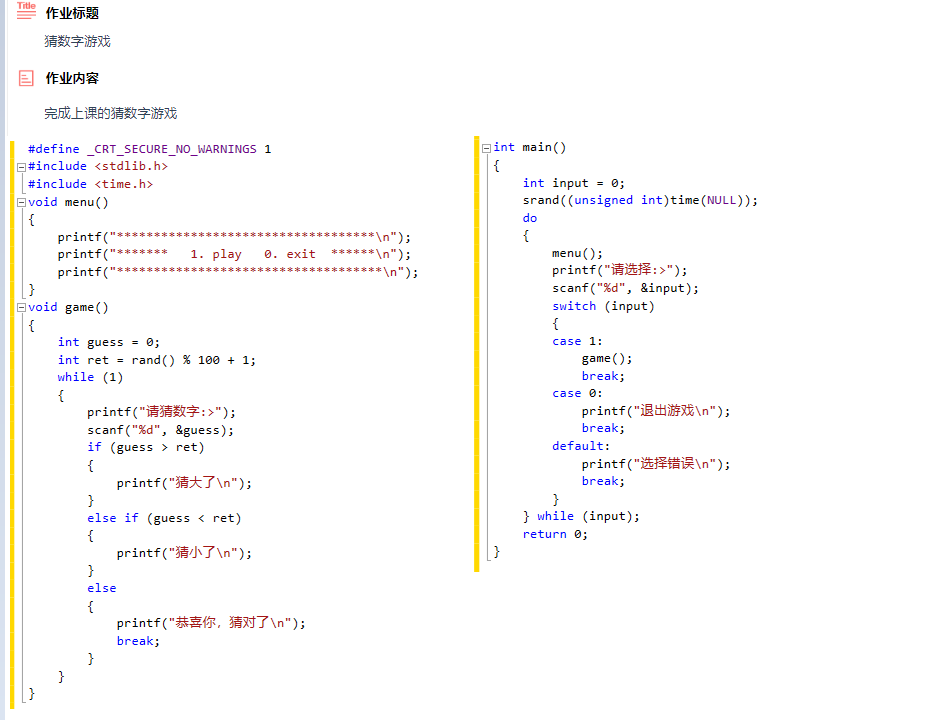 Title 作业标题
猜数字游戏
作业内容
完成上课的猜数字游戏
#define _CRT_SECURE_NO_WARNINGS 1
#include <stdlib.h>
#include <time.h>
void menu()
{
    printf("***********************************\n");
    printf("*******   1. play   0. exit  ******\n");
    printf("************************************\n");
}
void game()
{
    int guess = 0;
    int ret = rand() % 100 + 1;
    while (1)
    {
        printf("请猜数字:>");
        scanf("%d", &guess);
        if (guess > ret)
        {
            printf("猜大了\n");
        }
        else if (guess < ret)
        {
            printf("猜小了\n");
        }
        else
        {
            printf("恭喜你，猜对了\n");
            break;
        }
    }
}
int main()
{
    int input = 0;
    srand((unsigned int)time(NULL));
    do
    {
        menu();
        printf("请选择:>");
        scanf("%d", &input);
        switch (input)
        {
        case 1:
            game();
            break;
        case 0:
            printf("退出游戏\n");
            break;
        default:
            printf("选择错误\n");
            break;
        }
    } while (input);
    return 0;
}